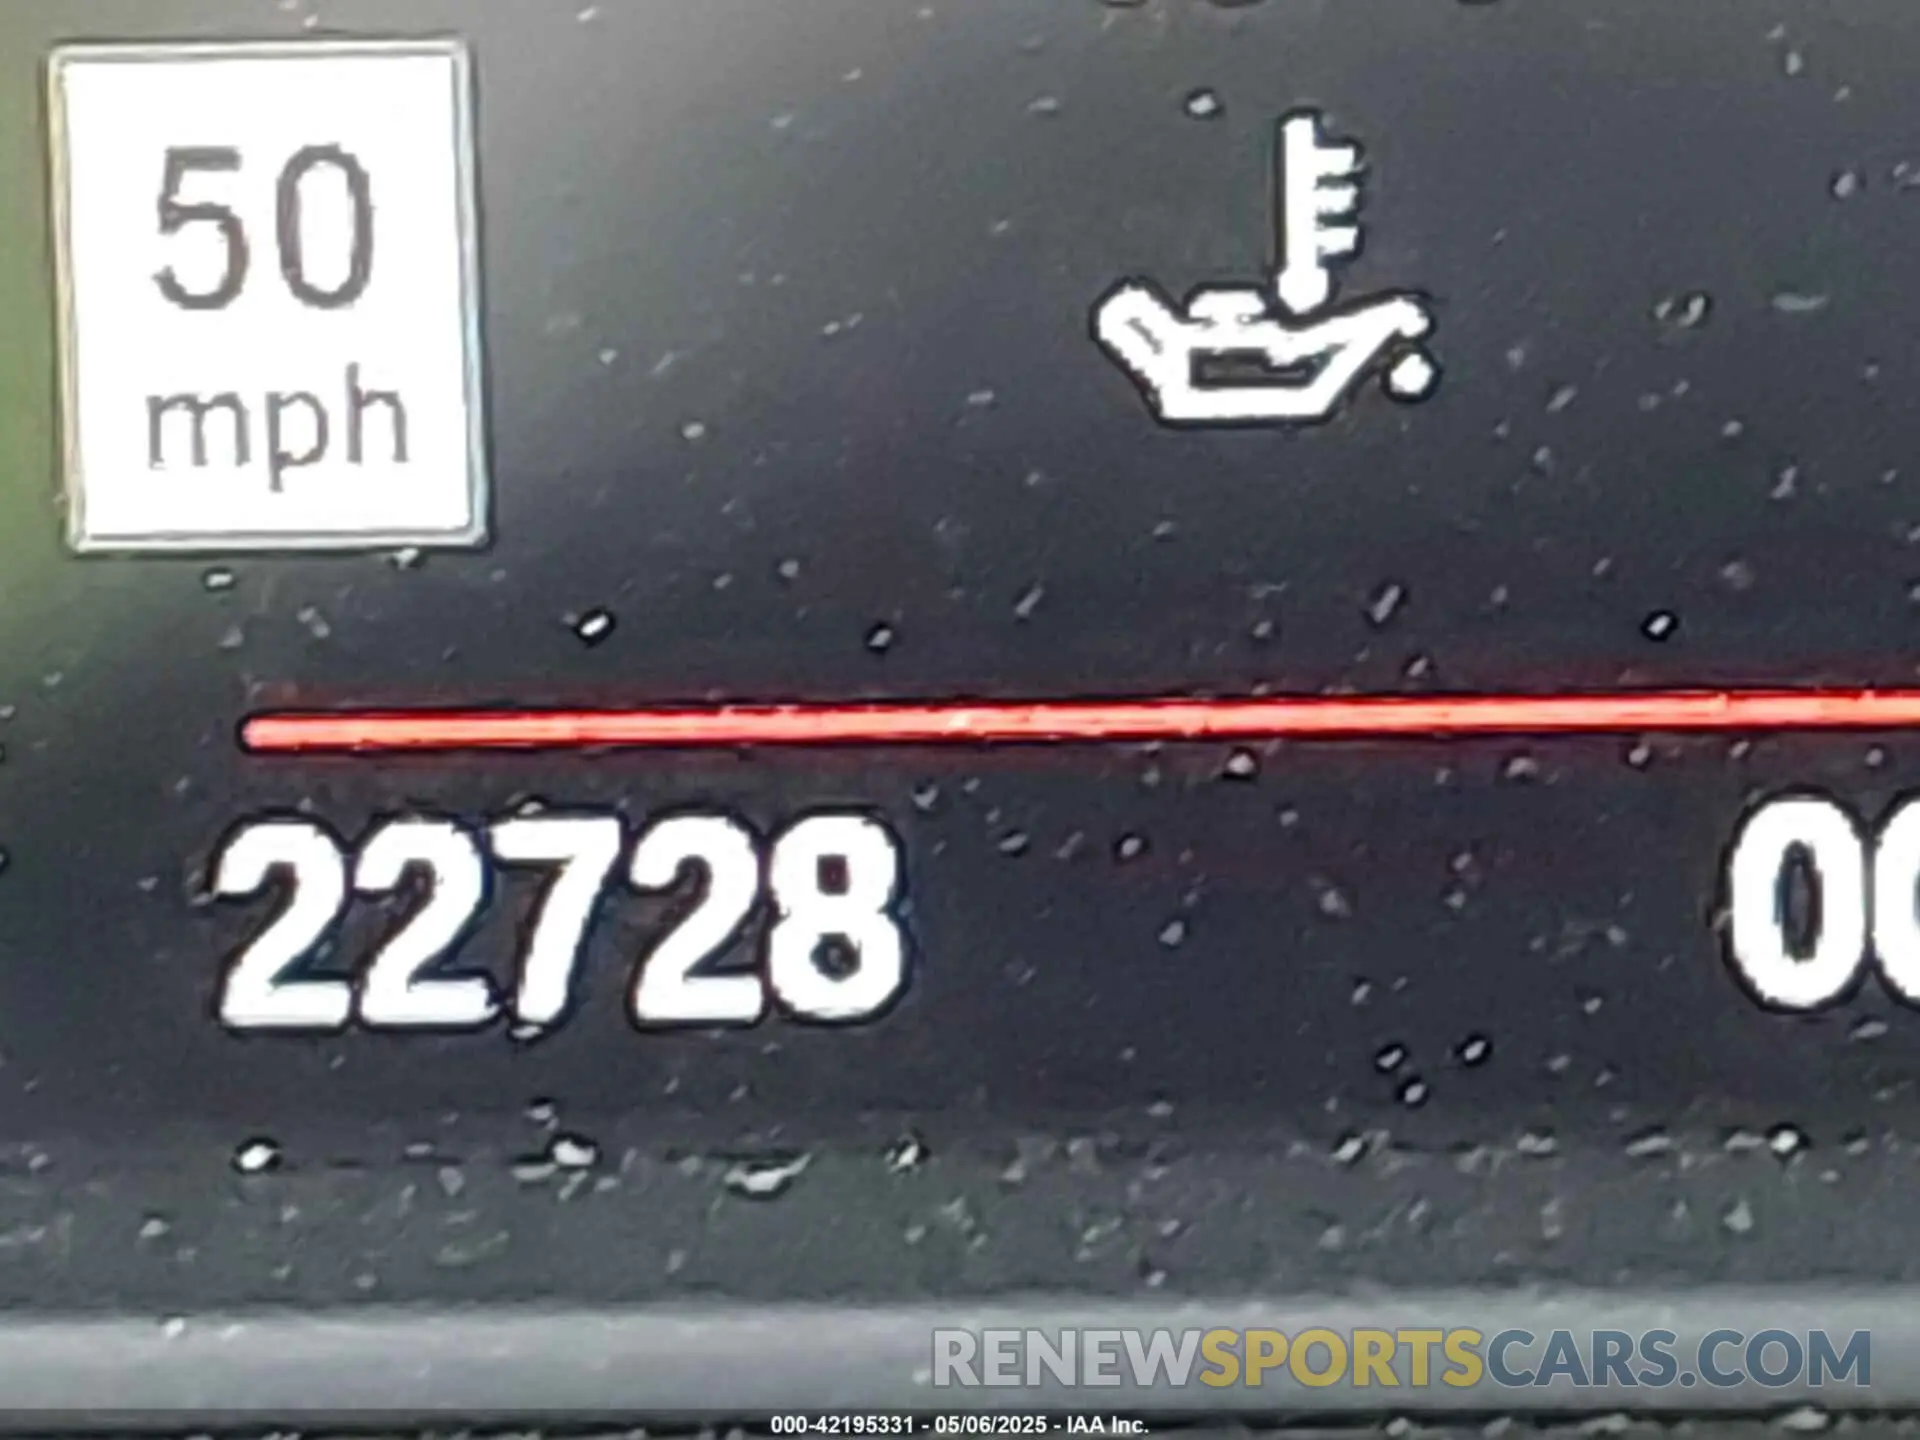 50
mph
22728
RENEWSPORTSCARS.COM
000-42195331 - 05/06/2025 - IAA Inc.